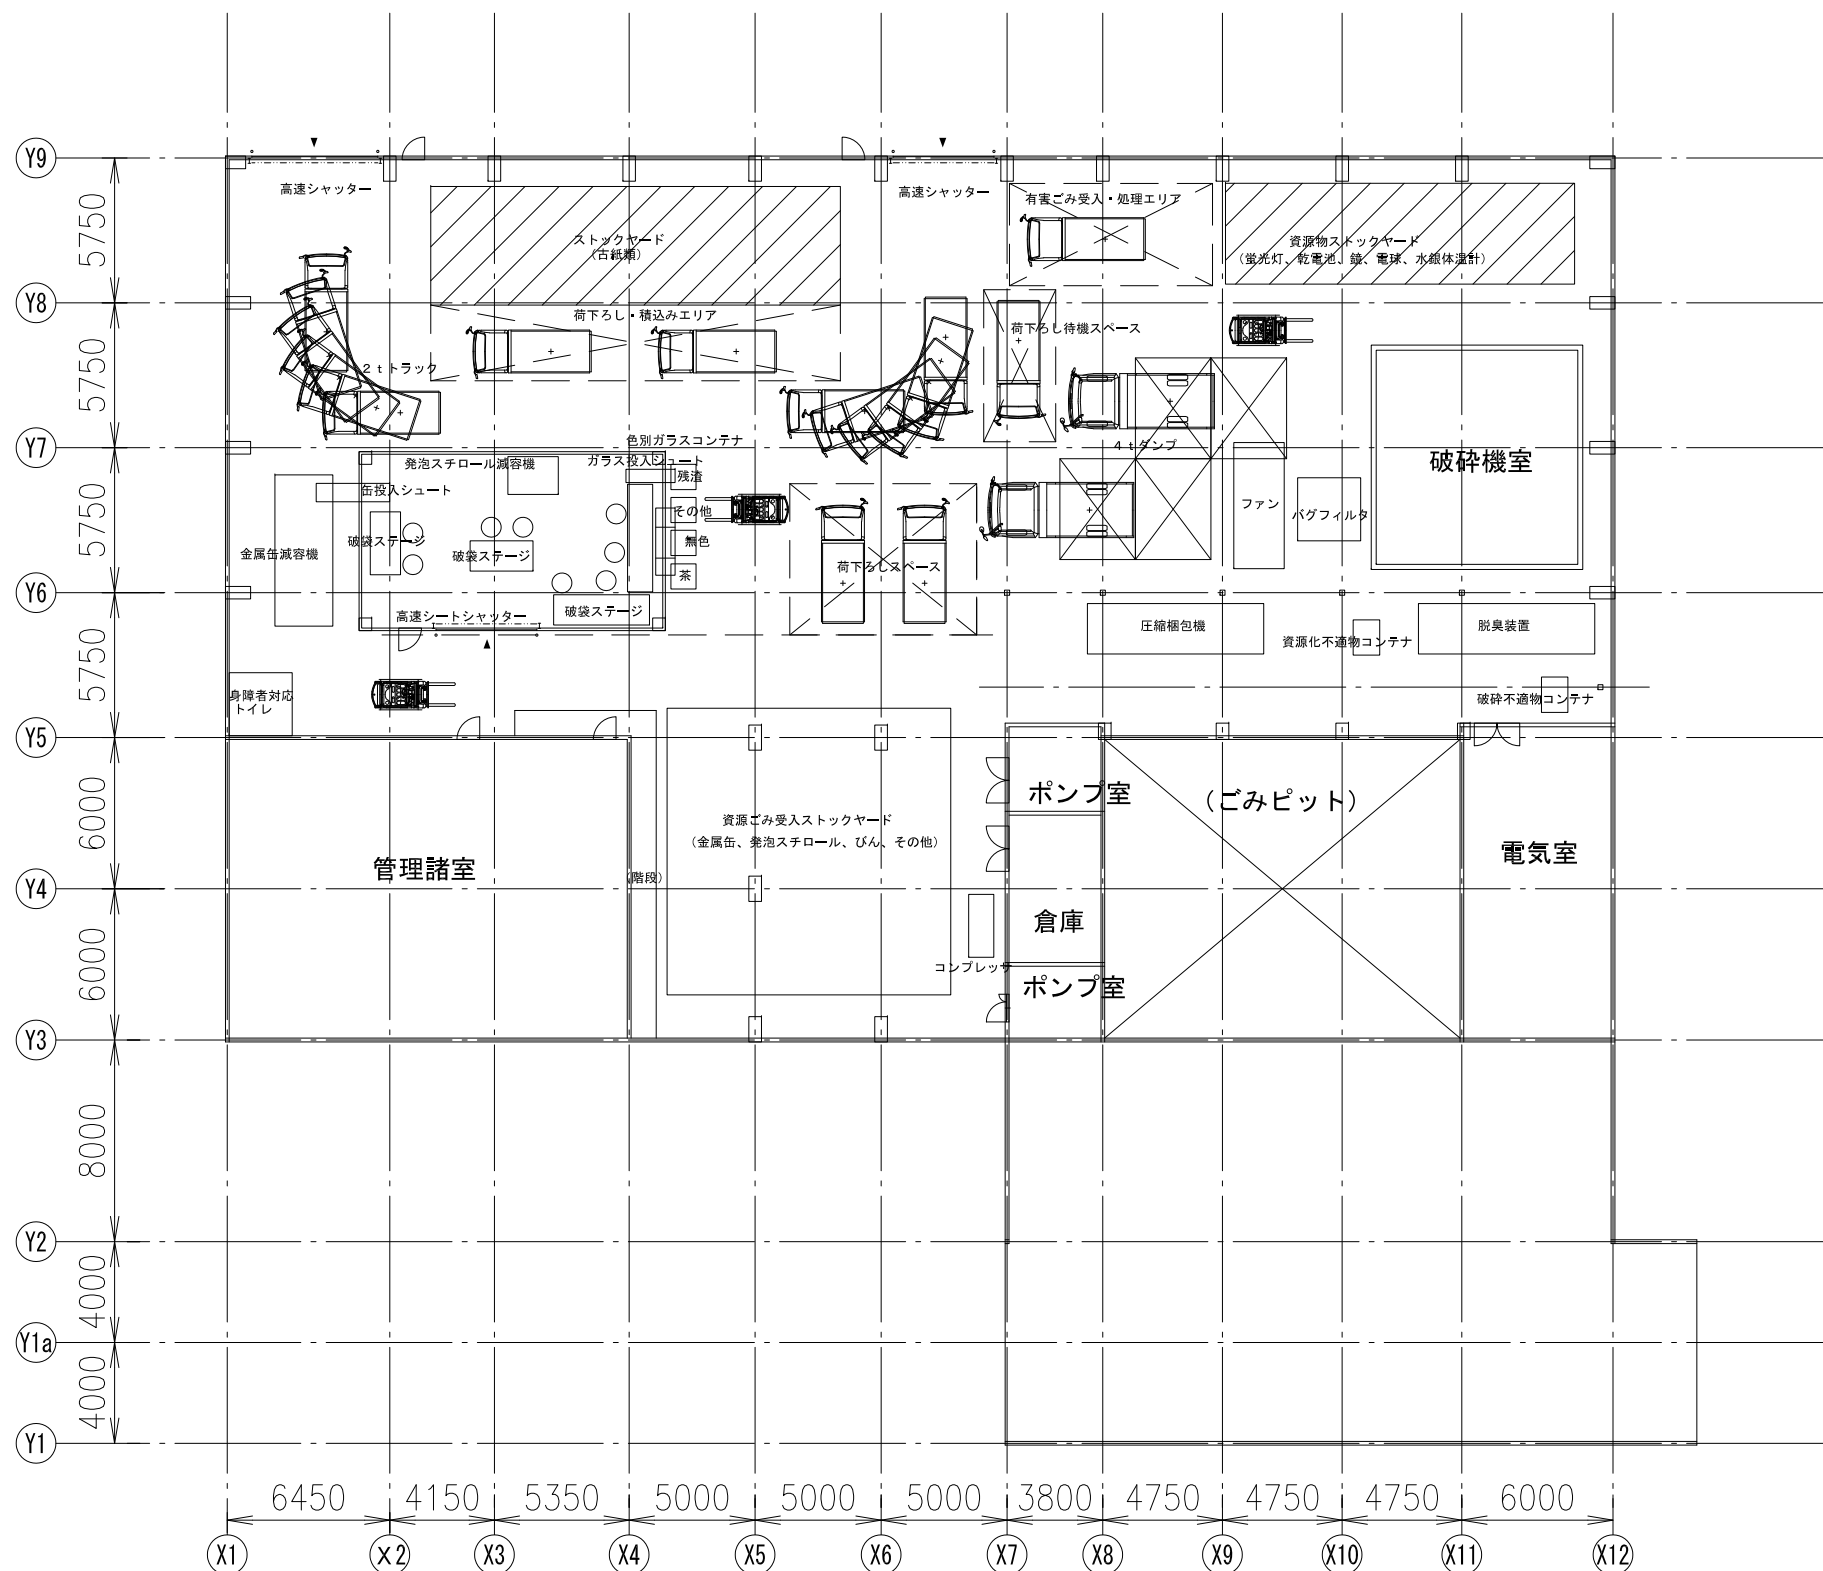 Y9
高速シャッター
高速シャッター
有害ごみ受入・処理エリア
5750
ストックヤード
(古紙類)
資源物ストックヤード
(蛍光灯、乾電池、鏡、電球、水銀体温計)
Y8
荷下ろし・積込みエリア
荷下ろし待機スペース
5750
2tトラック
Y7
色別ガラスコンテナ
4tダンプ
発泡スチロール減容機
ガラス投入シュート
破砕機室
残渣
缶投入シュート
5750
その他
ファン
バグフィルタ
金属缶減容機
破袋ステージ
破袋ステージ
無色
荷下ろしスペース
茶
Y6
高速シートシャッター
破袋ステージ
圧縮梱包機
資源化不適物コンテナ
脱臭装置
5750
身障者対応
トイレ
破砕不適物コンテナ
Y5
6000
ポンプ室
(ごみピット)
資源ごみ受入ストックヤード
(金属缶、発泡スチロール、びん、その他)
管理諸室
(階段)
電気室
Y4
倉庫
6000
コンプレッサ
ポンプ室
Y3
8000
Y2
4000
Y1a
4000
Y1
6450 4150 5350 5000 5000 5000 3800 4750 4750 4750 6000
X1 X2 X3 X4 X5 X6 X7 X8 X9 X10 X11 X12